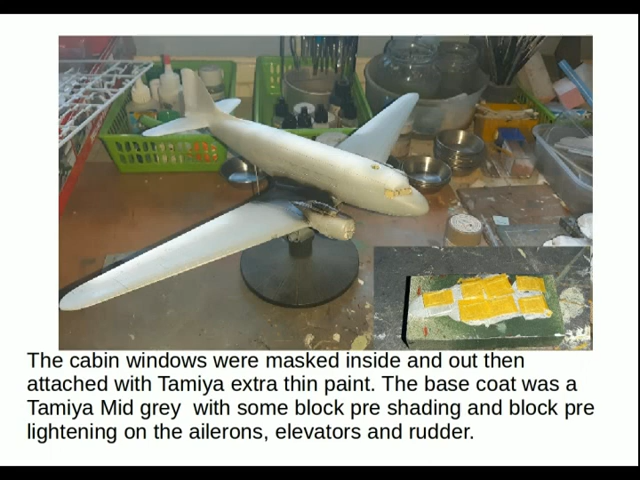 The cabin windows were masked inside and out then
attached with Tamiya extra thin paint. The base coat was a
Tamiya Mid grey  with some block pre shading and block pre
lightening on the ailerons, elevators and rudder.